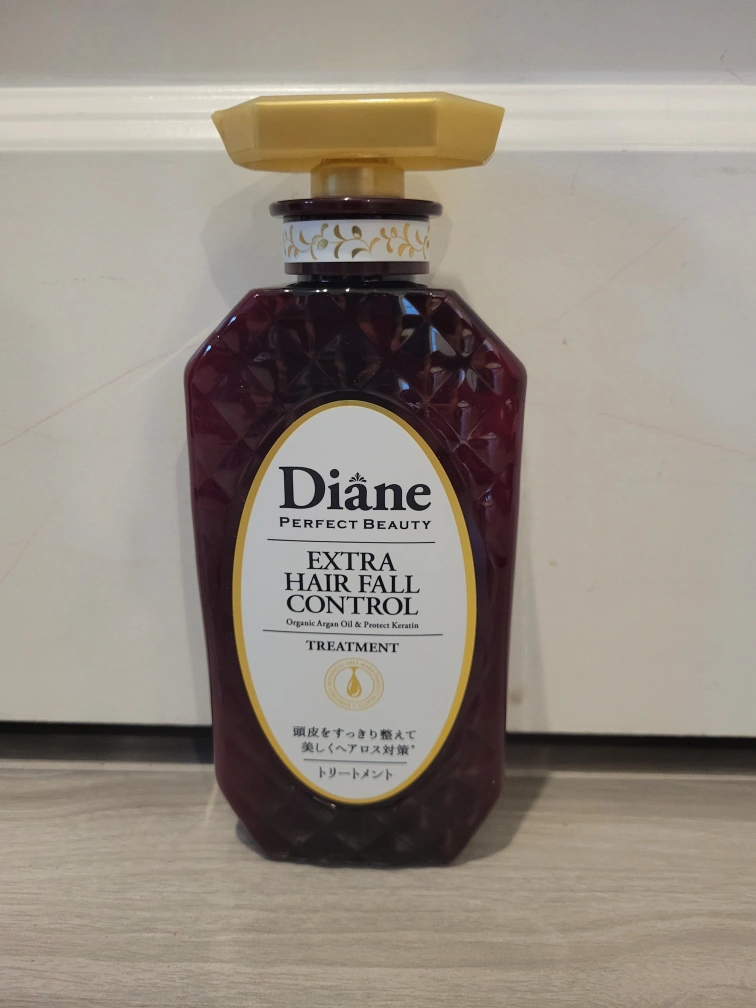 Diane
PERFECT BEAUTY
EXTRA
HAIR FALL
CONTROL
Organic Argan Oil & Protect Keratin
TREATMENT
頭皮をすっきり整えて
美しくヘアロス対策*
トリートメント